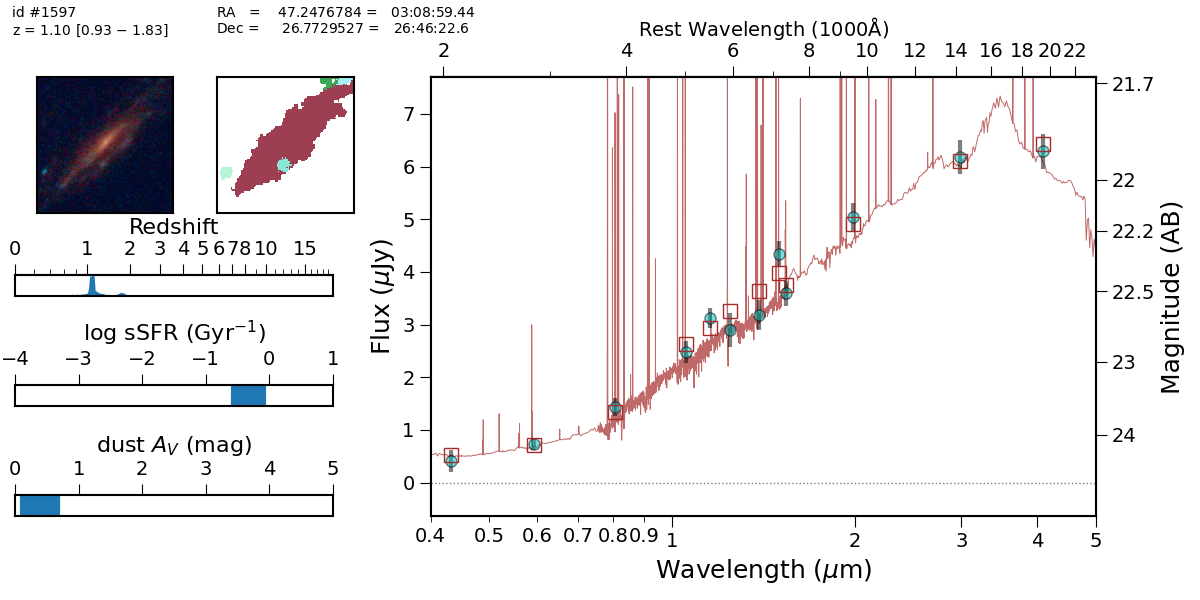 id #1597
z = 1.10 [0.93 − 1.83]
RA = 47.2476784 = 03:08:59.44
Dec = 26.7729527 = 26:46:22.6
Redshift
0 1 2 3 4 5 6 7 8 10 15
log sSFR (Gyr⁻¹)
−4 −3 −2 −1 0 1
dust A_V (mag)
0 1 2 3 4 5
Rest Wavelength (1000Å)
2 4 6 8 10 12 14 16 18 20 22
Flux (μJy)
7
6
5
4
3
2
1
0
21.7
22
22.2
22.5
23
24
Magnitude (AB)
0.4 0.5 0.6 0.7 0.8 0.9 1 2 3 4 5
Wavelength (μm)